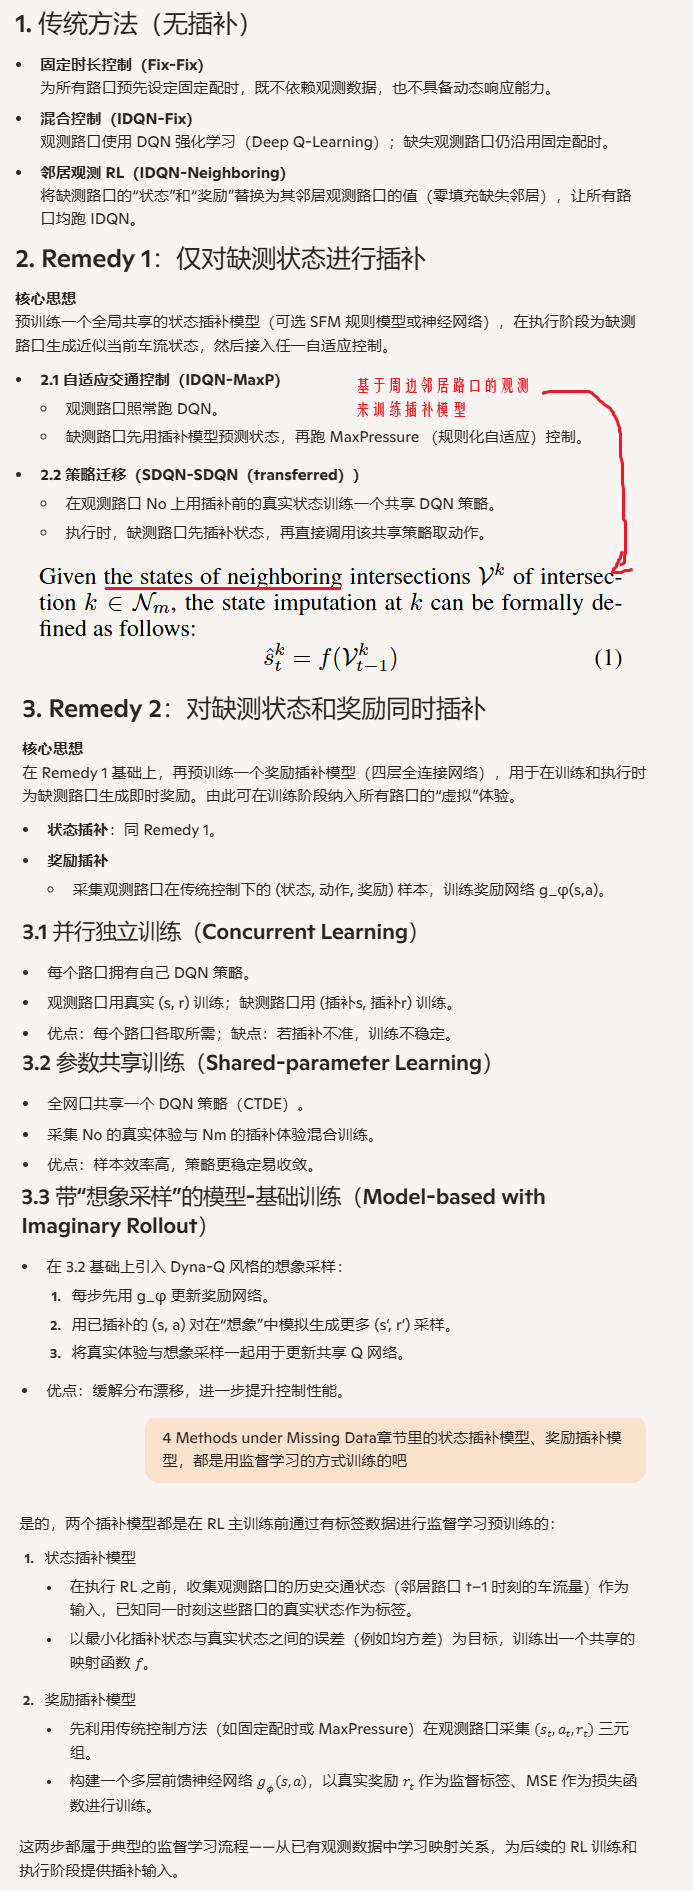 1. 传统方法（无插补）
• 固定时长控制（Fix-Fix）
为所有路口预先设定固定配时，既不依赖观测数据，也不具备动态响应能力。
• 混合控制（IDQN-Fix）
观测路口使用 DQN 强化学习（Deep Q-Learning）；缺失观测路口仍沿用固定配时。
• 邻居观测 RL（IDQN-Neighboring）
将缺测路口的“状态”和“奖励”替换为其邻居观测路口的值（零填充缺失邻居），让所有路
口均跑 IDQN。
2. Remedy 1：仅对缺测状态进行插补
核心思想
预训练一个全局共享的状态插补模型（可选 SFM 规则模型或神经网络），在执行阶段为缺测
路口生成近似当前车流状态，然后接入任一自适应控制。
• 2.1 自适应交通控制（IDQN-MaxP）
基于周边邻居路口的观测
来训练插补模型
○ 观测路口照常跑 DQN。
○ 缺测路口先用插补模型预测状态，再跑 MaxPressure （规则化自适应）控制。
• 2.2 策略迁移（SDQN-SDQN（transferred））
○ 在观测路口 No 上用插补前的真实状态训练一个共享 DQN 策略。
○ 执行时，缺测路口先插补状态，再直接调用该共享策略取动作。
Given the states of neighboring intersections 𝒱^k of intersec-
tion k ∈ 𝒩_m, the state imputation at k can be formally de-
fined as follows:
ŝ_t^k = f(𝒱_{t−1}^k) (1)
3. Remedy 2：对缺测状态和奖励同时插补
核心思想
在 Remedy 1 基础上，再预训练一个奖励插补模型（四层全连接网络），用于在训练和执行时
为缺测路口生成即时奖励。由此可在训练阶段纳入所有路口的“虚拟”体验。
• 状态插补：同 Remedy 1。
• 奖励插补
○ 采集观测路口在传统控制下的 (状态, 动作, 奖励) 样本，训练奖励网络 g_φ(s,a)。
3.1 并行独立训练（Concurrent Learning）
• 每个路口拥有自己 DQN 策略。
• 观测路口用真实 (s, r) 训练；缺测路口用 (插补s, 插补r) 训练。
• 优点：每个路口各取所需；缺点：若插补不准，训练不稳定。
3.2 参数共享训练（Shared-parameter Learning）
• 全网口共享一个 DQN 策略（CTDE）。
• 采集 No 的真实体验与 Nm 的插补体验混合训练。
• 优点：样本效率高，策略更稳定易收敛。
3.3 带“想象采样”的模型-基础训练（Model-based with
Imaginary Rollout）
• 在 3.2 基础上引入 Dyna-Q 风格的想象采样：
1. 每步先用 g_φ 更新奖励网络。
2. 用已插补的 (s, a) 对在“想象”中模拟生成更多 (s′, r′) 采样。
3. 将真实体验与想象采样一起用于更新共享 Q 网络。
• 优点：缓解分布漂移，进一步提升控制性能。
4 Methods under Missing Data章节里的状态插补模型、奖励插补模
型，都是用监督学习的方式训练的吧
是的，两个插补模型都是在 RL 主训练前通过有标签数据进行监督学习预训练的：
1. 状态插补模型
• 在执行 RL 之前，收集观测路口的历史交通状态（邻居路口 t−1 时刻的车流量）作为
输入，已知同一时刻这些路口的真实状态作为标签。
• 以最小化插补状态与真实状态之间的误差（例如均方差）为目标，训练出一个共享的
映射函数 f。
2. 奖励插补模型
• 先利用传统控制方法（如固定配时或 MaxPressure）在观测路口采集 (s_t, a_t, r_t) 三元
组。
• 构建一个多层前馈神经网络 g_ϕ(s, a)，以真实奖励 r_t 作为监督标签、MSE 作为损失函
数进行训练。
这两步都属于典型的监督学习流程——从已有观测数据中学习映射关系，为后续的 RL 训练和
执行阶段提供插补输入。